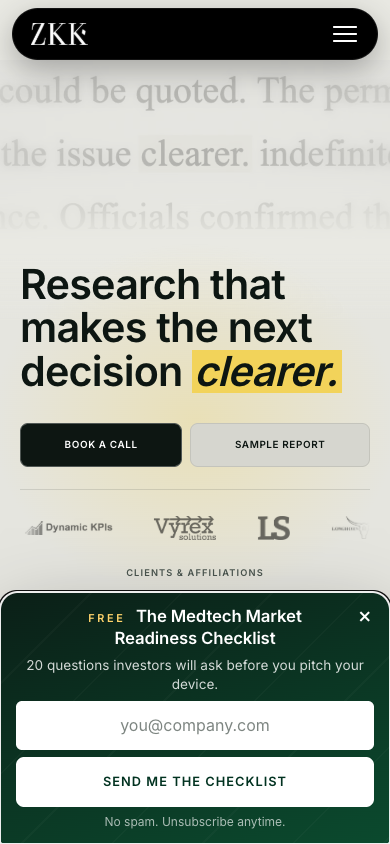 ZKK
could be quoted. The perm
the issue clearer. indefinite
nce. Officials confirmed th
Research that
makes the next
decision clearer.
BOOK A CALL
SAMPLE REPORT
Dynamic KPIs
Vyrex
solutions
LS
CLIENTS & AFFILIATIONS
FREE The Medtech Market
Readiness Checklist
×
20 questions investors will ask before you pitch your
device.
you@company.com
SEND ME THE CHECKLIST
No spam. Unsubscribe anytime.